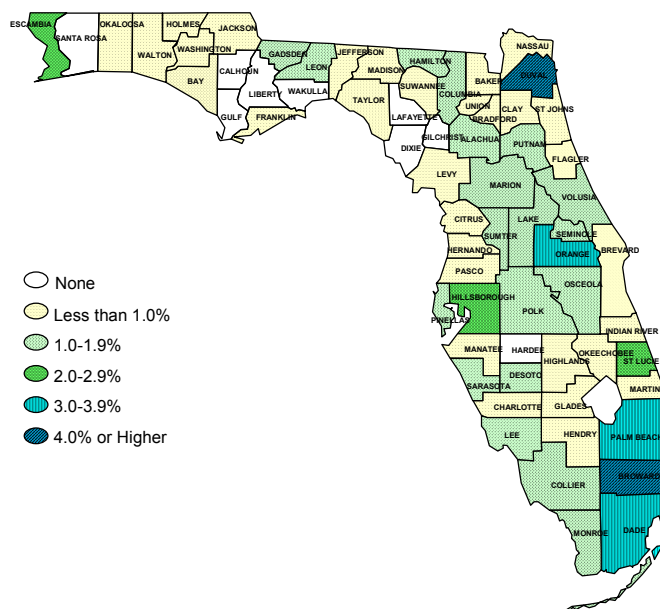 ESCAMBIA
SANTA ROSA
OKALOOSA
HOLMES
JACKSON
WALTON
WASHINGTON
BAY
CALHOUN
GULF
LIBERTY
GADSDEN
LEON
WAKULLA
FRANKLIN
JEFFERSON
MADISON
TAYLOR
HAMILTON
SUWANNEE
LAFAYETTE
DIXIE
COLUMBIA
GILCHRIST
BAKER
UNION
BRADFORD
ALACHUA
LEVY
NASSAU
DUVAL
CLAY
ST JOHNS
PUTNAM
FLAGLER
MARION
VOLUSIA
CITRUS
SUMTER
LAKE
SEMINOLE
ORANGE
BREVARD
HERNANDO
PASCO
OSCEOLA
HILLSBOROUGH
PINELLAS
POLK
INDIAN RIVER
MANATEE
HARDEE
HIGHLANDS
OKEECHOBEE
ST LUCIE
SARASOTA
DESOTO
MARTIN
CHARLOTTE
GLADES
LEE
HENDRY
PALM BEACH
COLLIER
BROWARD
MONROE
DADE
None
Less than 1.0%
1.0-1.9%
2.0-2.9%
3.0-3.9%
4.0% or Higher